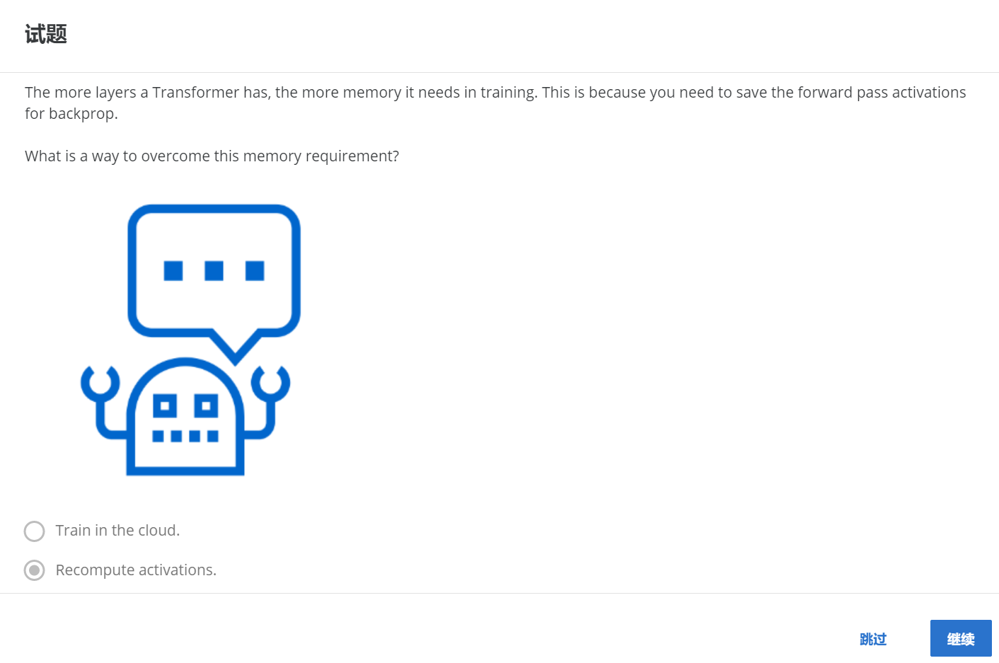 试题
The more layers a Transformer has, the more memory it needs in training. This is because you need to save the forward pass activations
for backprop.
What is a way to overcome this memory requirement?
Train in the cloud.
Recompute activations.
跳过
继续